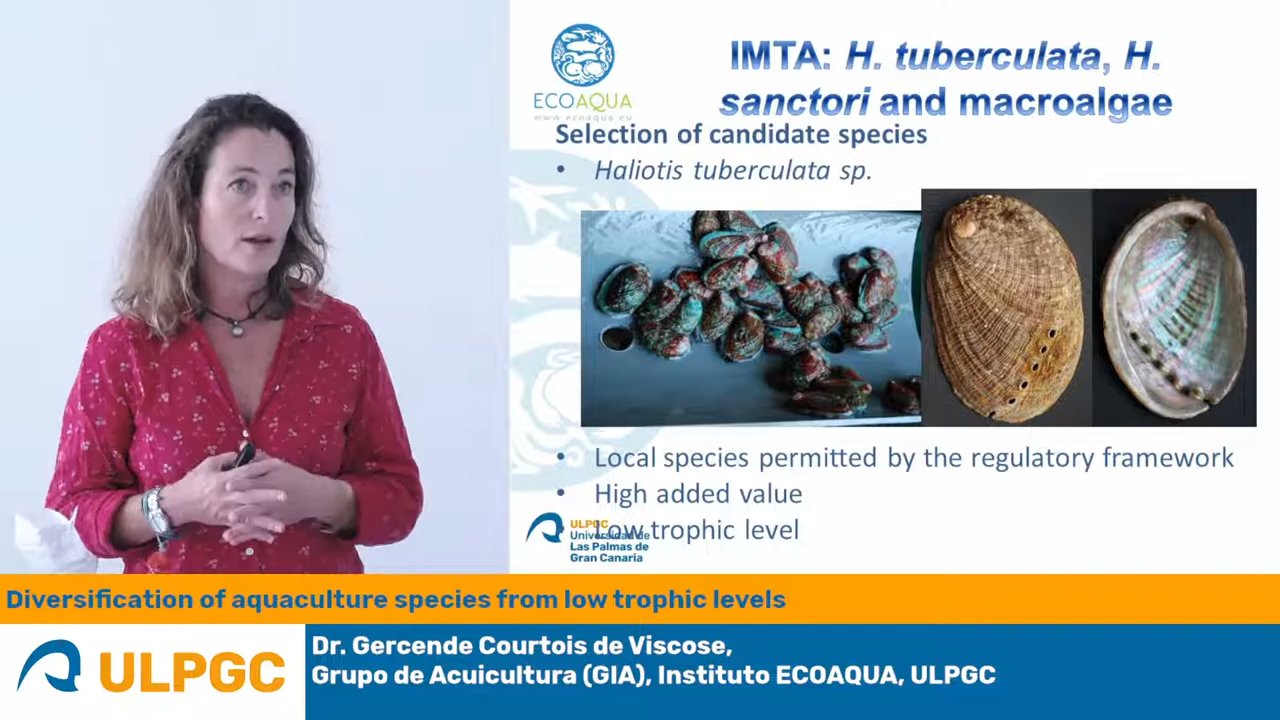 IMTA: H. tuberculata, H.
sanctori and macroalgae
ECOAQUA
www.ecoaqua.eu
Selection of candidate species
• Haliotis tuberculata sp.
• Local species permitted by the regulatory framework
• High added value
Low trophic level
ULPGC
Universidad de
Las Palmas de
Gran Canaria
Diversification of aquaculture species from low trophic levels
ULPGC
Dr. Gercende Courtois de Viscose,
Grupo de Acuicultura (GIA), Instituto ECOAQUA, ULPGC